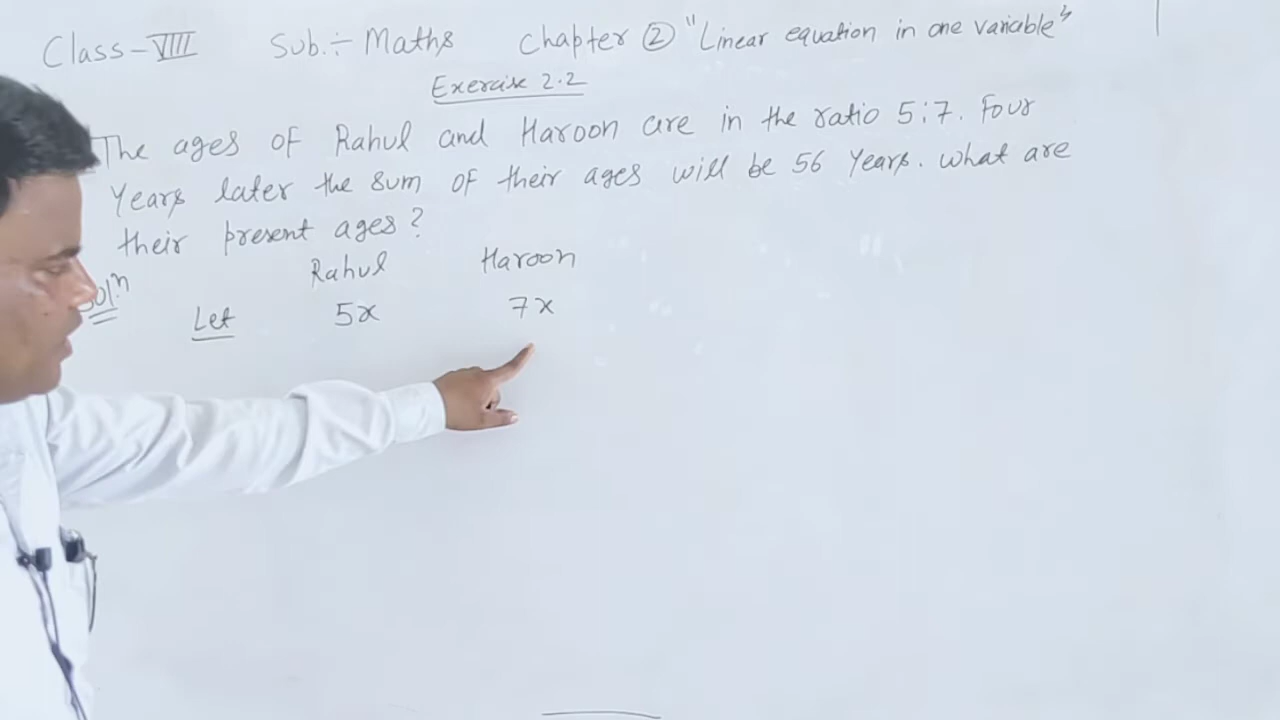 Class-VIII Sub.÷ Maths Chapter ② "Linear equation in one variable"
Exercise 2.2
The ages of Rahul and Haroon are in the ratio 5:7. Four
Years later the sum of their ages will be 56 Years. What are
their present ages?
Rahul Haroon
Sol.n Let 5x 7x